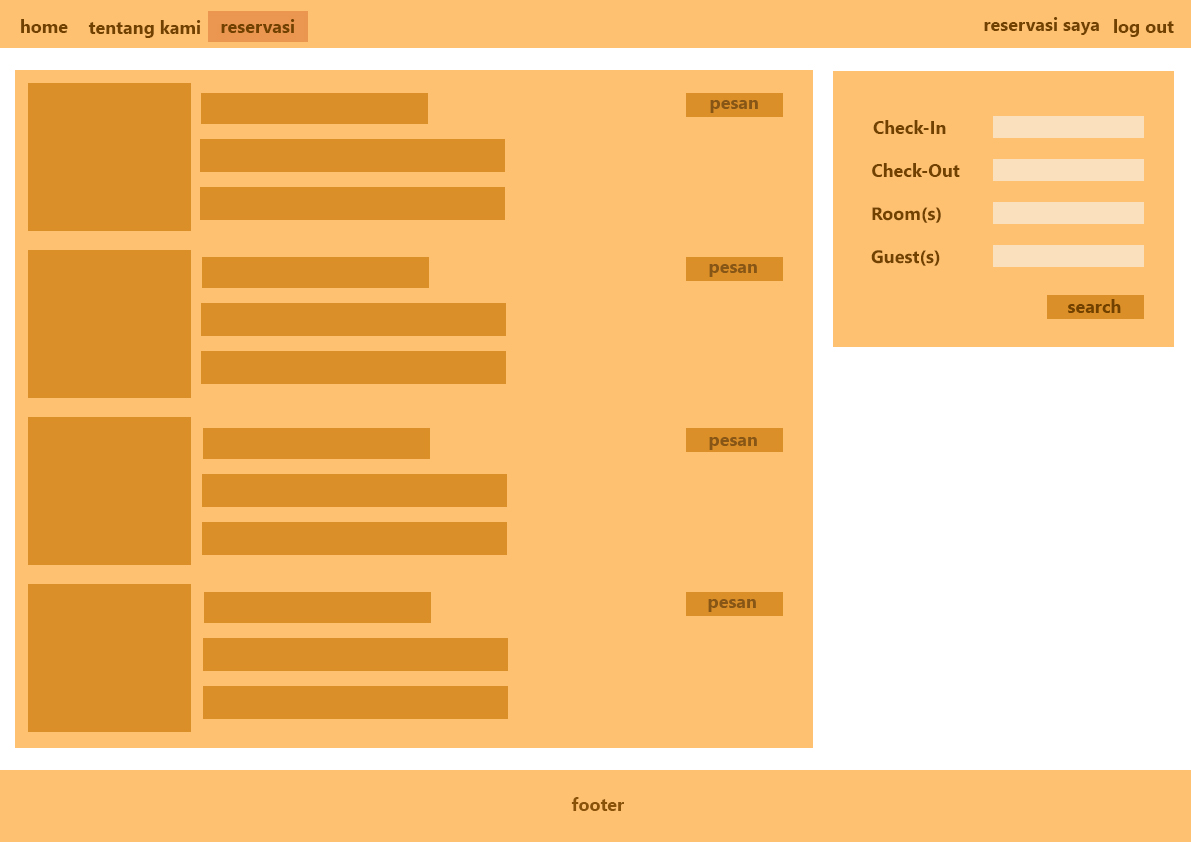 home tentang kami reservasi reservasi saya log out
pesan
pesan
pesan
pesan
Check-In
Check-Out
Room(s)
Guest(s)
search
footer